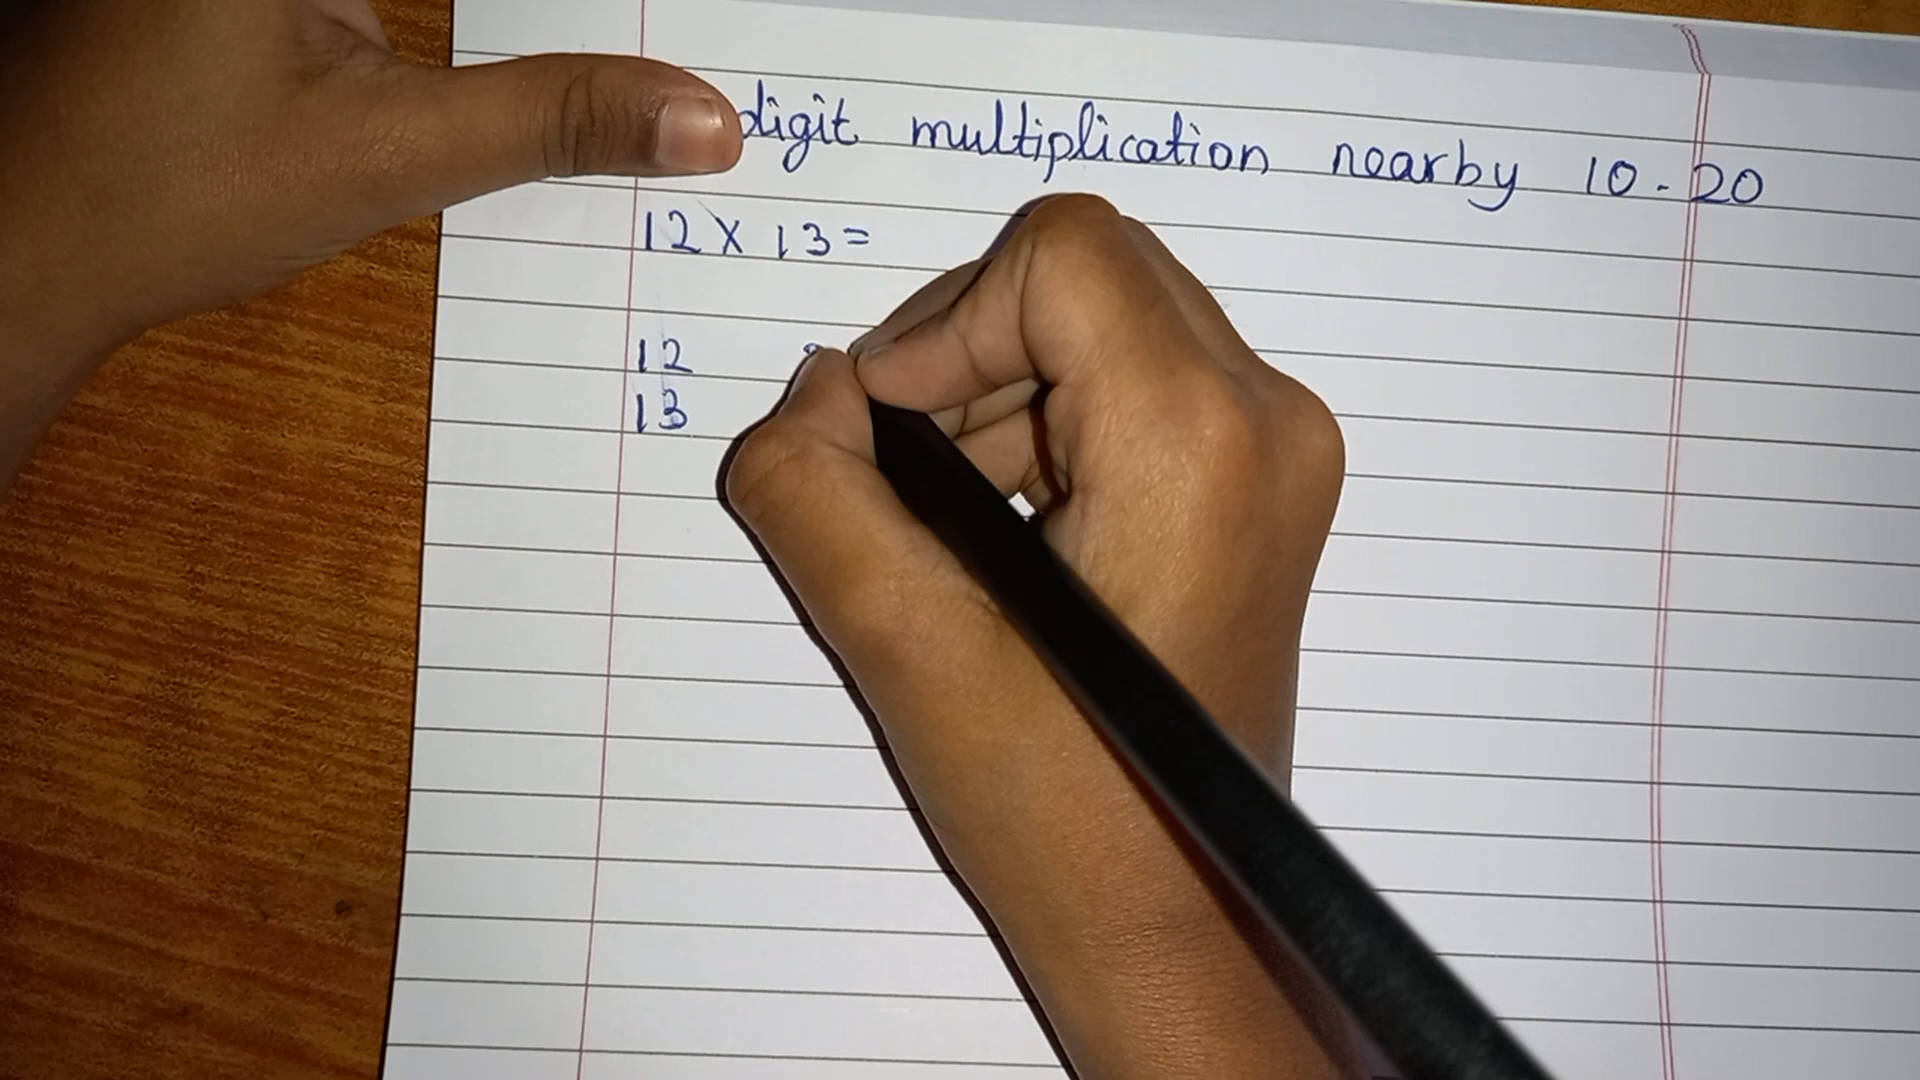 digit multiplication nearby 10-20
12 X 13 =
12
13